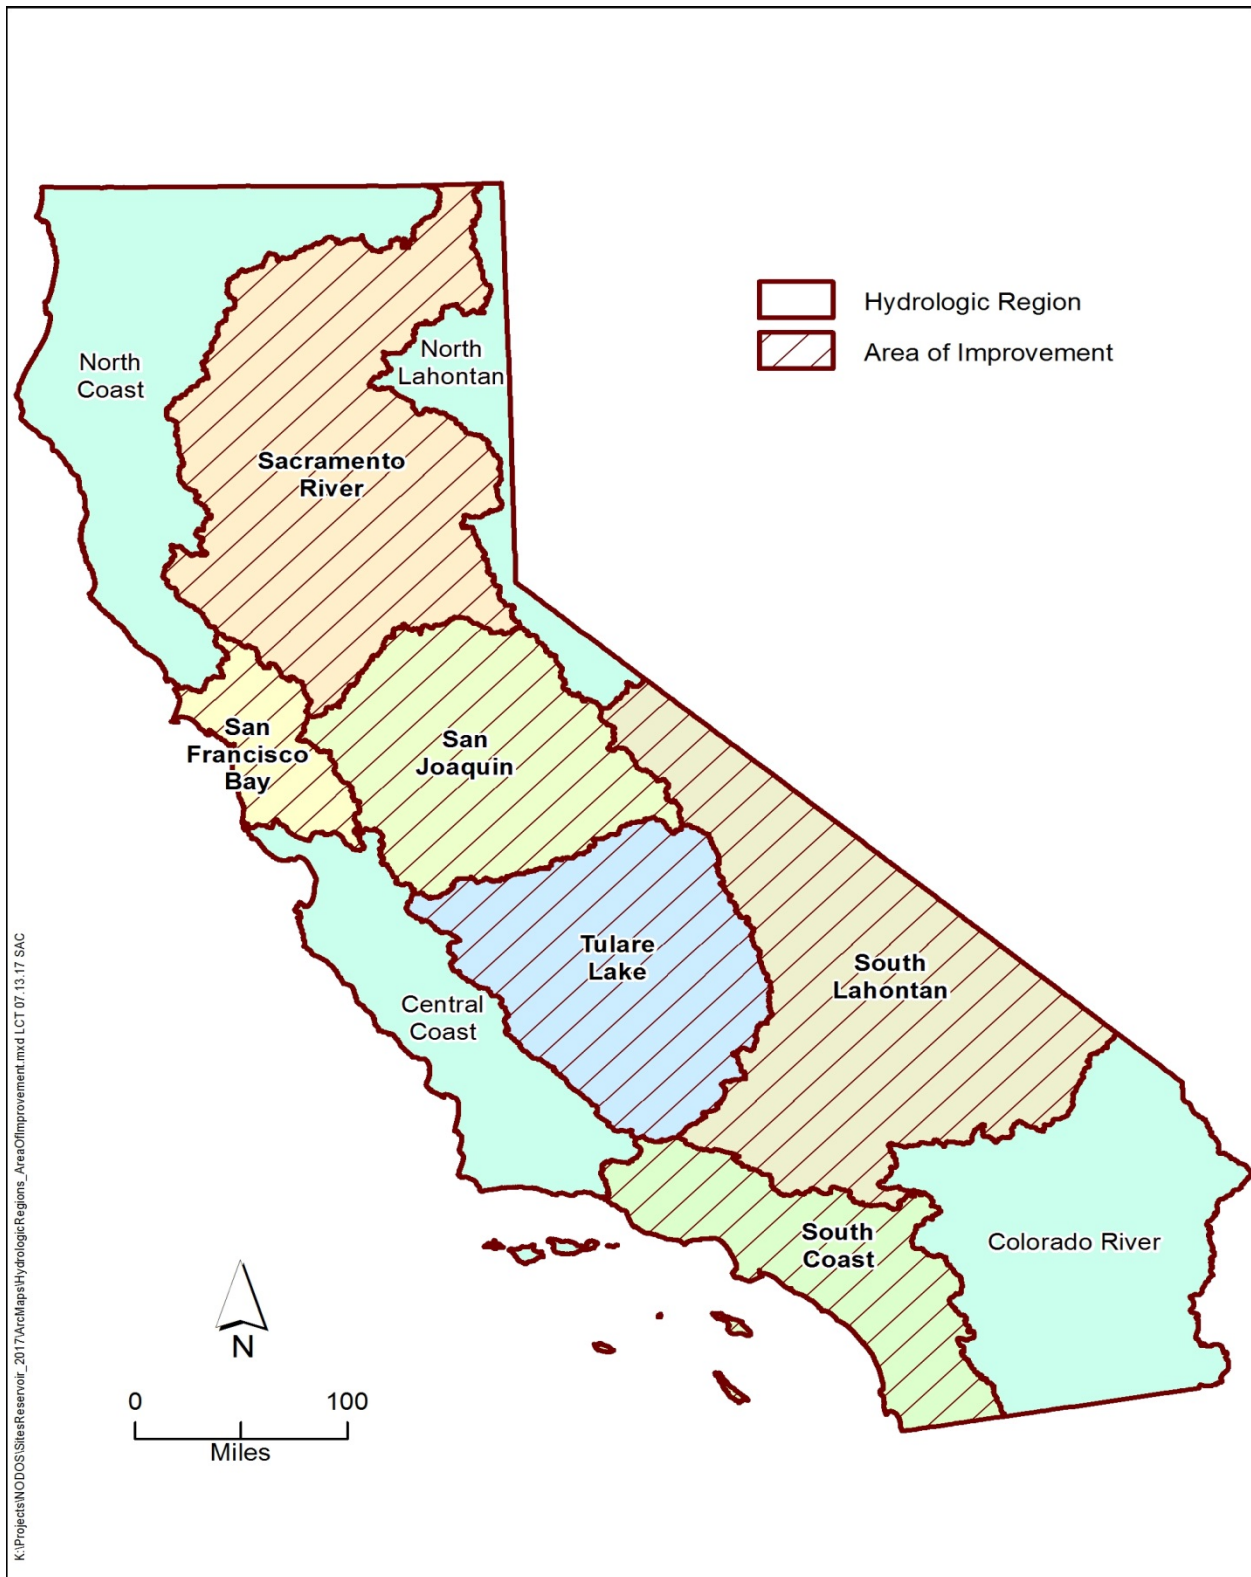 Hydrologic Region
Area of Improvement
North
Coast
North
Lahontan
Sacramento
River
San
Francisco
Bay
San
Joaquin
Tulare
Lake
South
Lahontan
Central
Coast
South
Coast
Colorado River
N
0 100
Miles
K:\Projects\NODOS\SitesReservoir_2017\ArcMaps\HydrologicRegions_AreaOfImprovement.mxd LCT 07.13.17 SAC